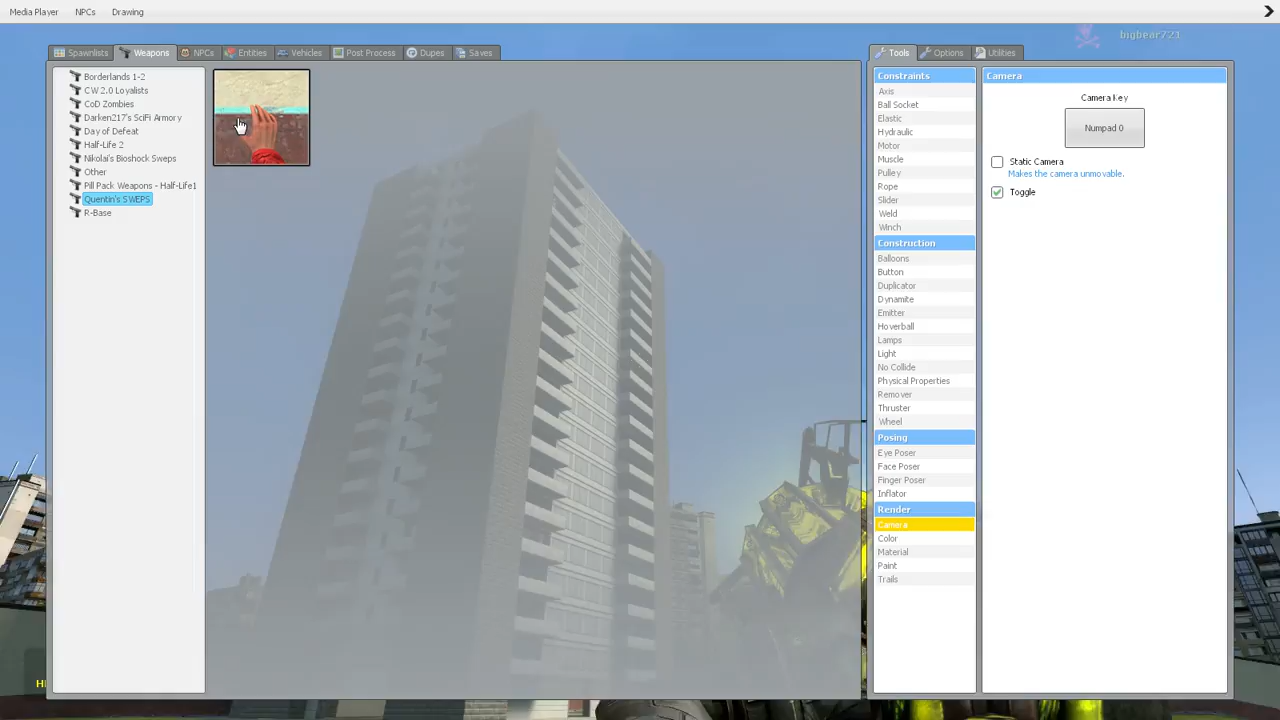 Media Player NPCs Drawing
bigbear721
Spawnlists Weapons NPCs Entities Vehicles Post Process Dupes Saves
Borderlands 1-2
CW 2.0 Loyalists
CoD Zombies
Darken217's SciFi Armory
Day of Defeat
Half-Life 2
Nikolai's Bioshock Sweps
Other
Pill Pack Weapons - Half-Life1
Quentin's SWEPS
R-Base
Tools Options Utilities
Constraints
Axis
Ball Socket
Elastic
Hydraulic
Motor
Muscle
Pulley
Rope
Slider
Weld
Winch
Construction
Balloons
Button
Duplicator
Dynamite
Emitter
Hoverball
Lamps
Light
No Collide
Physical Properties
Remover
Thruster
Wheel
Posing
Eye Poser
Face Poser
Finger Poser
Inflator
Render
Camera
Color
Material
Paint
Trails
Camera
Camera Key
Numpad 0
Static Camera
Makes the camera unmovable.
Toggle